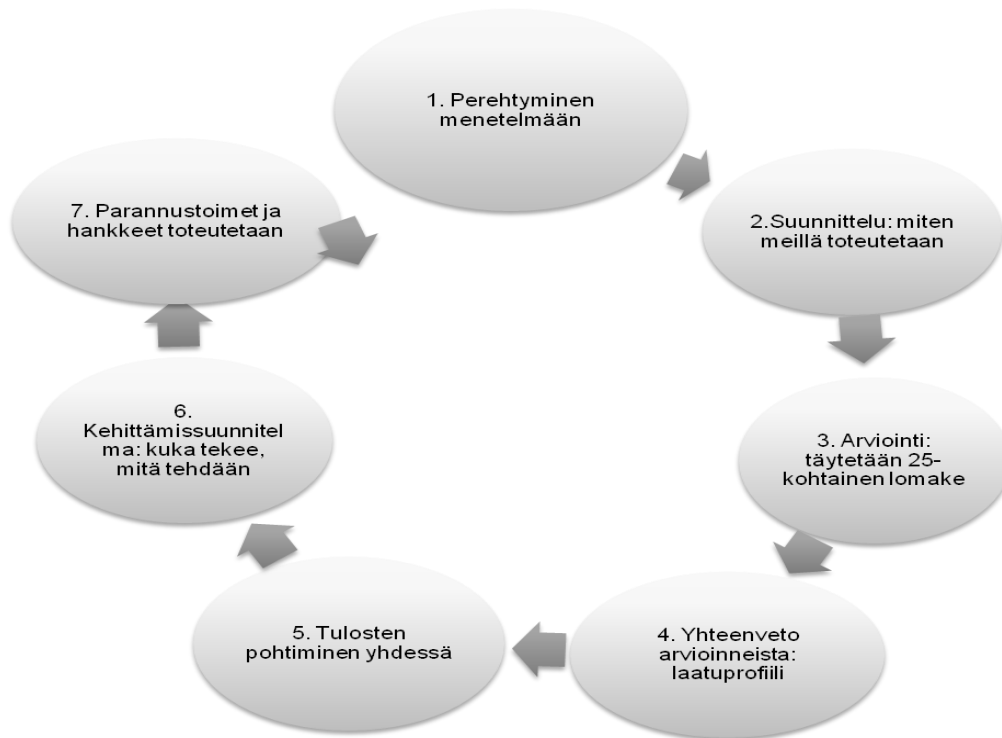 1. Perehtyminen
menetelmään
2.Suunnittelu: miten
meillä toteutetaan
3. Arviointi:
täytetään 25-
kohtainen lomake
4. Yhteenveto
arvioinneista:
laatuprofiili
5. Tulosten
pohtiminen yhdessä
6.
Kehittämissuunnitel
ma: kuka tekee,
mitä tehdään
7. Parannustoimet ja
hankkeet toteutetaan